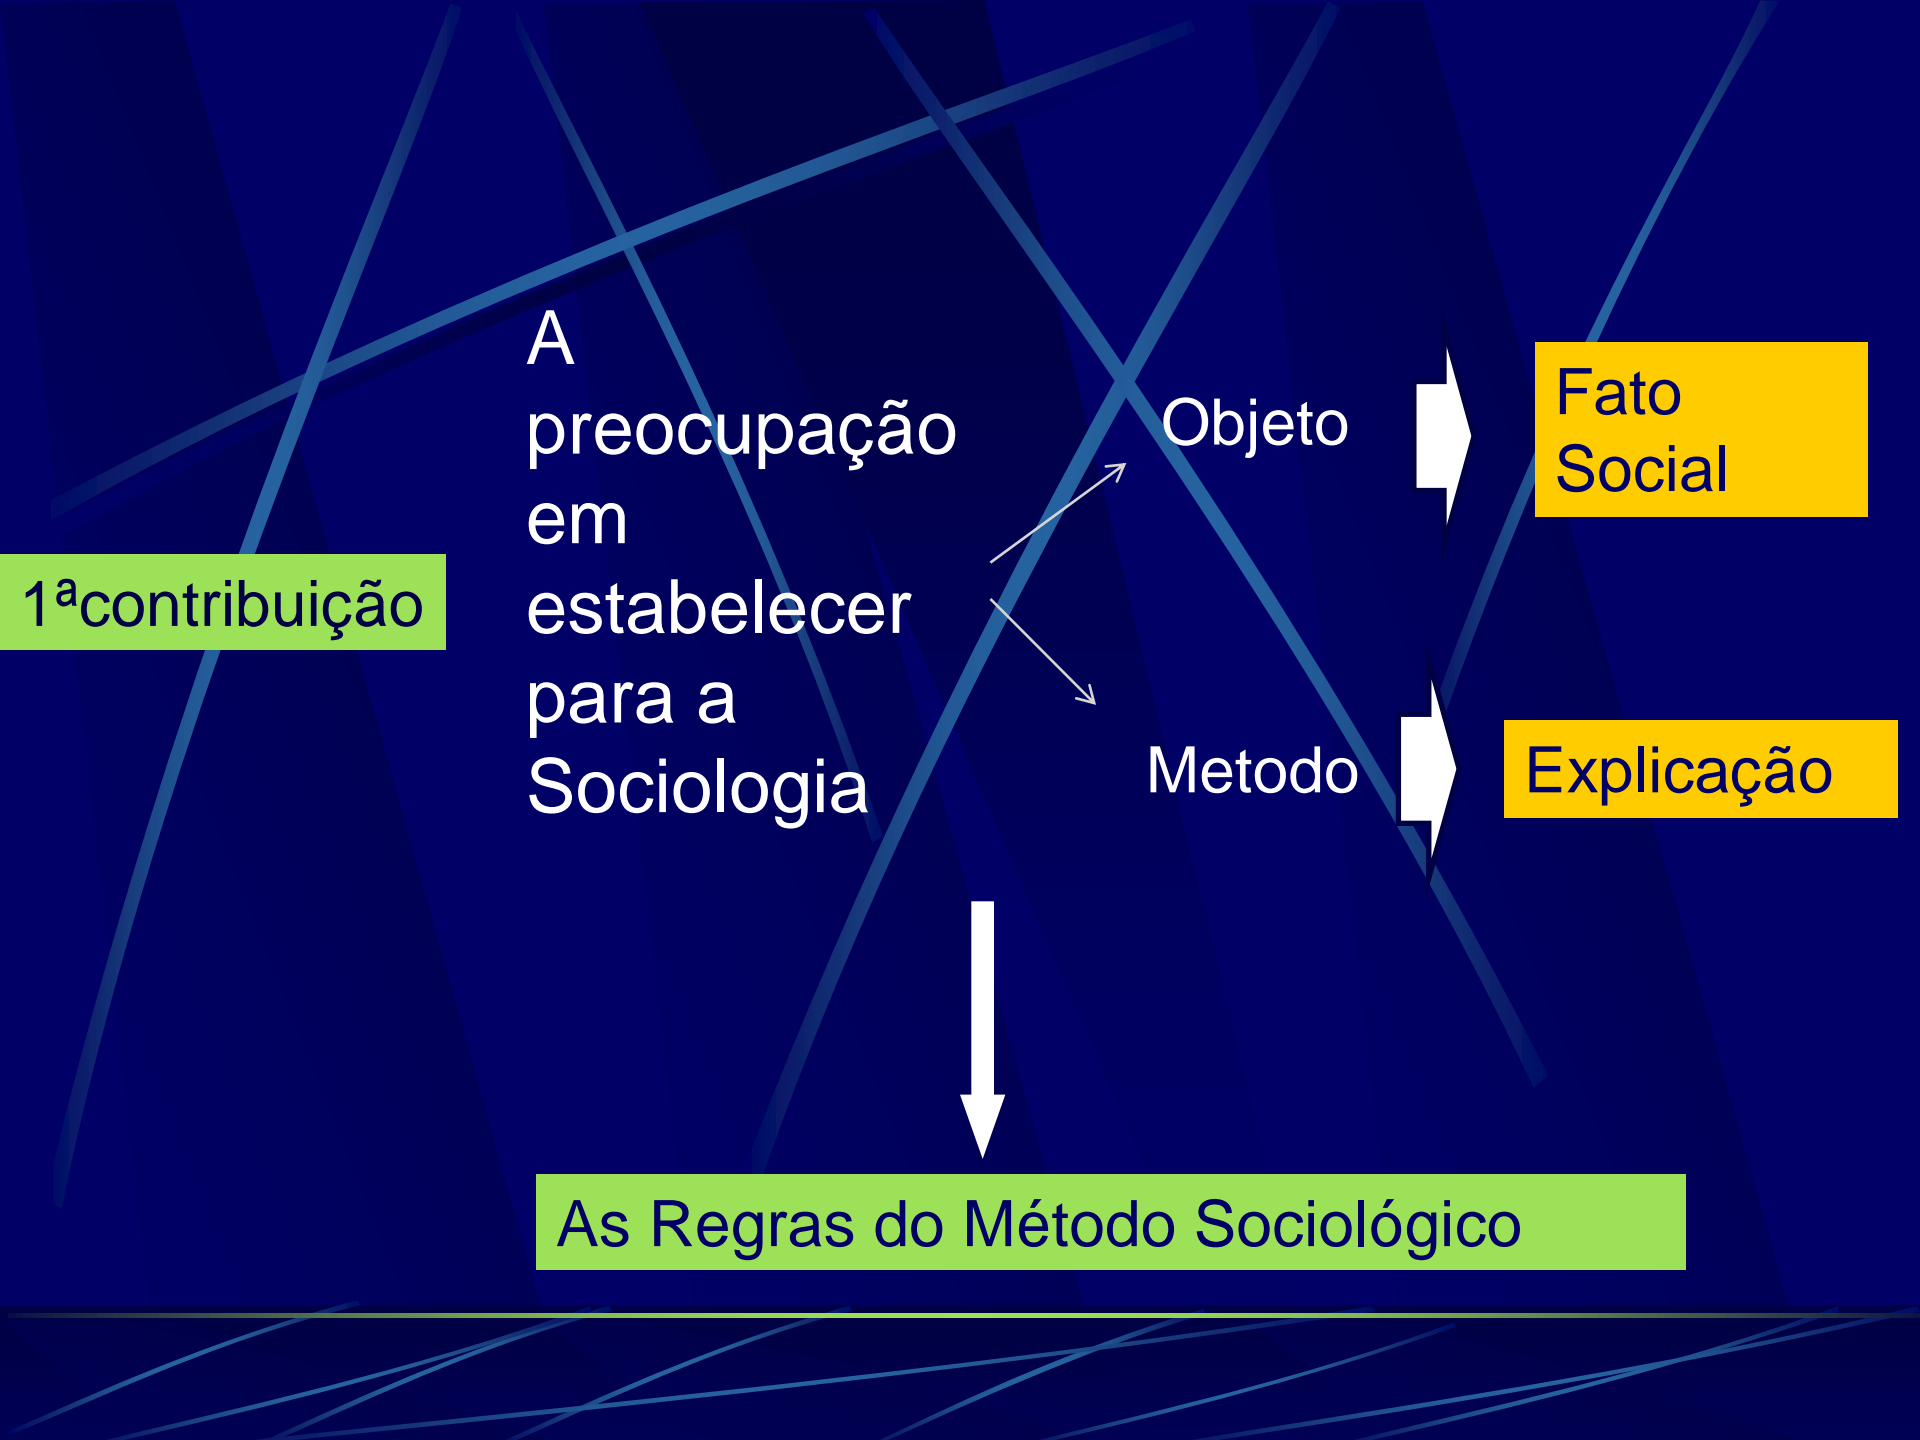 1ªcontribuição
A
preocupação
em
estabelecer
para a
Sociologia
Objeto
Fato
Social
Metodo
Explicação
As Regras do Método Sociológico